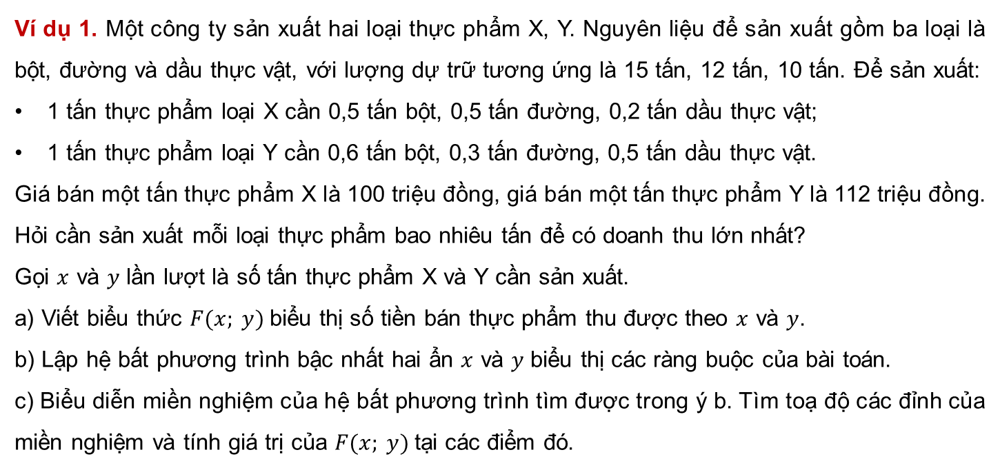 Ví dụ 1. Một công ty sản xuất hai loại thực phẩm X, Y. Nguyên liệu để sản xuất gồm ba loại là
bột, đường và dầu thực vật, với lượng dự trữ tương ứng là 15 tấn, 12 tấn, 10 tấn. Để sản xuất:
• 1 tấn thực phẩm loại X cần 0,5 tấn bột, 0,5 tấn đường, 0,2 tấn dầu thực vật;
• 1 tấn thực phẩm loại Y cần 0,6 tấn bột, 0,3 tấn đường, 0,5 tấn dầu thực vật.
Giá bán một tấn thực phẩm X là 100 triệu đồng, giá bán một tấn thực phẩm Y là 112 triệu đồng.
Hỏi cần sản xuất mỗi loại thực phẩm bao nhiêu tấn để có doanh thu lớn nhất?
Gọi x và y lần lượt là số tấn thực phẩm X và Y cần sản xuất.
a) Viết biểu thức F(x; y) biểu thị số tiền bán thực phẩm thu được theo x và y.
b) Lập hệ bất phương trình bậc nhất hai ẩn x và y biểu thị các ràng buộc của bài toán.
c) Biểu diễn miền nghiệm của hệ bất phương trình tìm được trong ý b. Tìm toạ độ các đỉnh của
miền nghiệm và tính giá trị của F(x; y) tại các điểm đó.